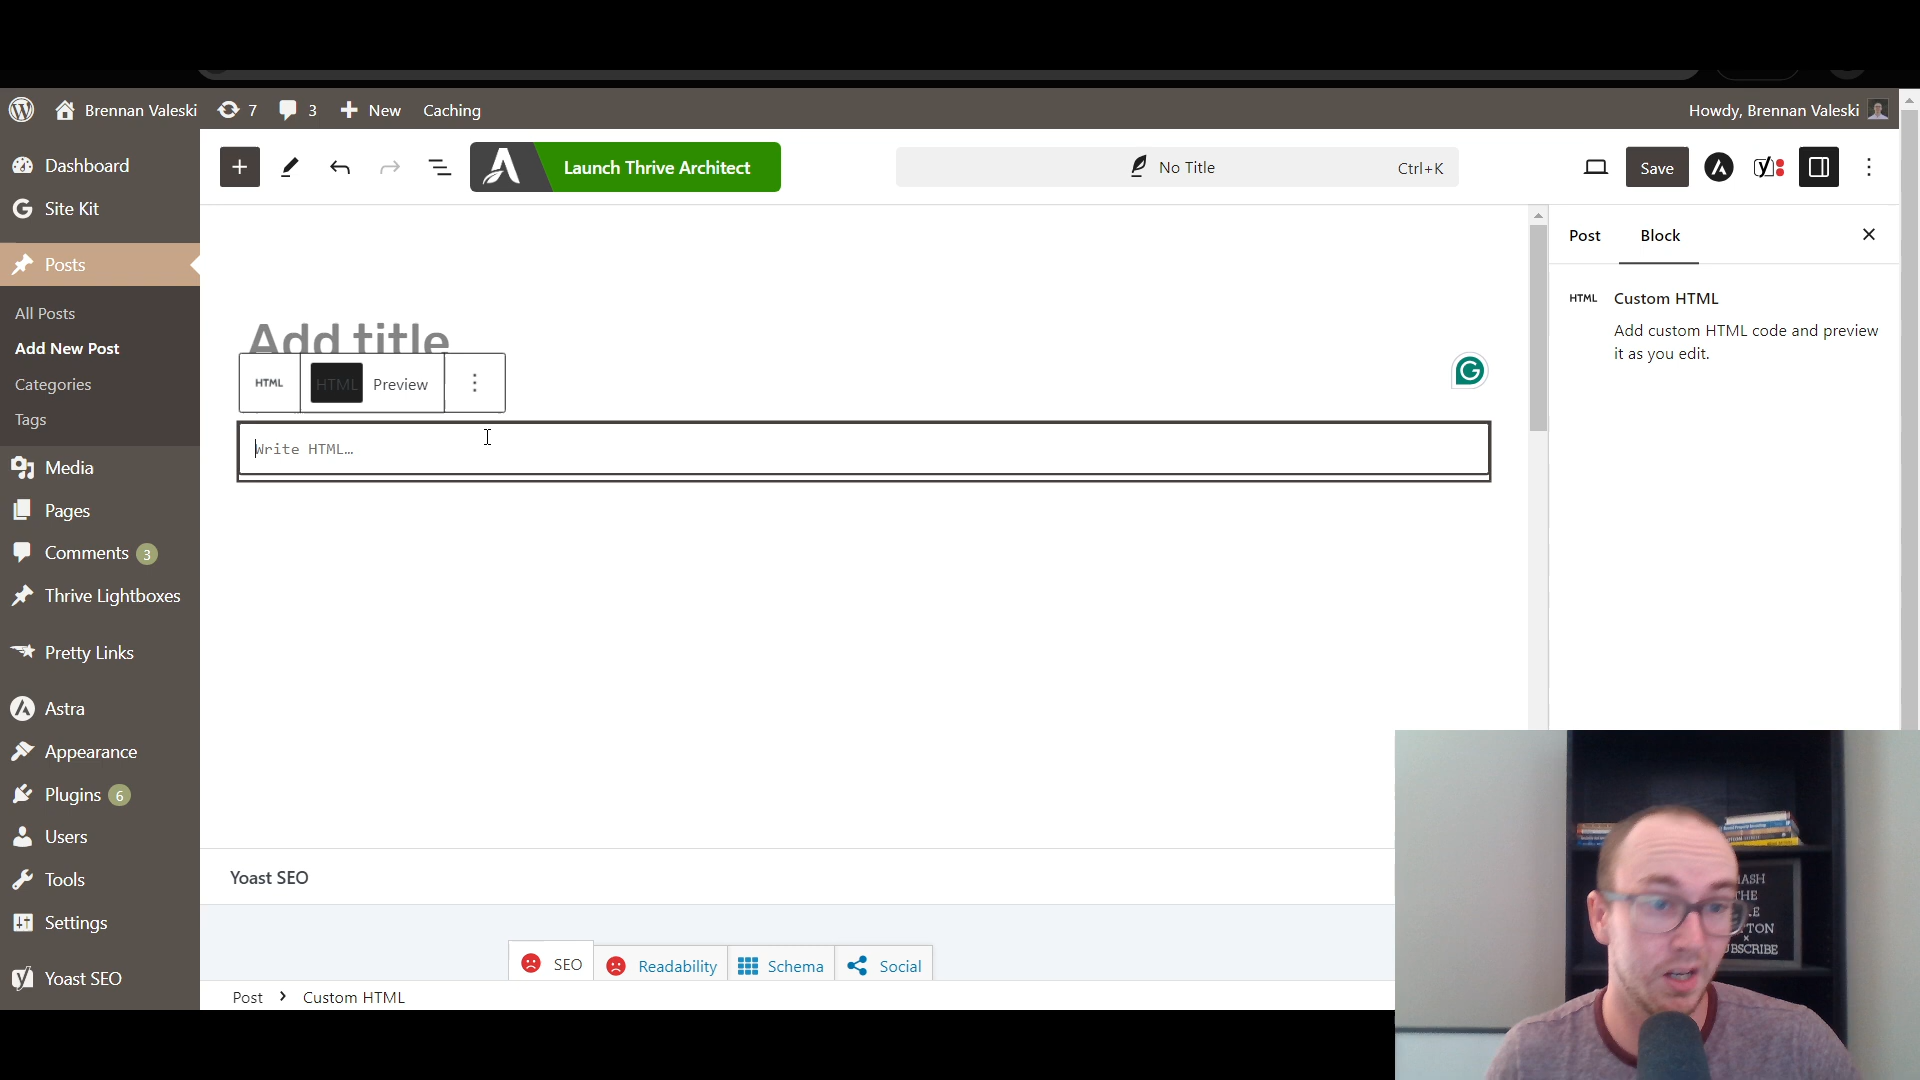 Brennan Valeski
7
3
New
Caching
Howdy, Brennan Valeski
Dashboard
Site Kit
Posts
All Posts
Add New Post
Categories
Tags
Media
Pages
Comments 3
Thrive Lightboxes
Pretty Links
Astra
Appearance
Plugins 6
Users
Tools
Settings
Yoast SEO
Launch Thrive Architect
No Title
Ctrl+K
Save
Add title
HTML
HTML
Preview
Write HTML…
Post
Block
HTML
Custom HTML
Add custom HTML code and preview
it as you edit.
Yoast SEO
SEO
Readability
Schema
Social
Post
Custom HTML
THE
SUBSCRIBE